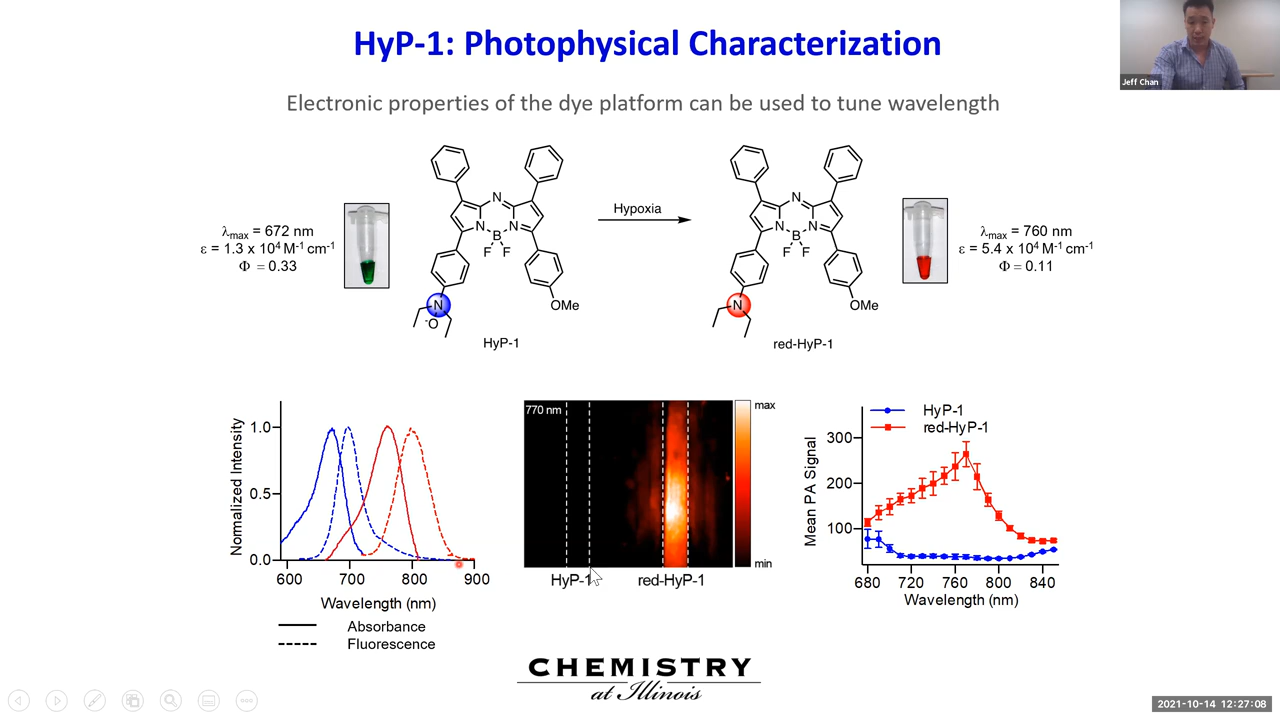 HyP-1: Photophysical Characterization
Jeff Chan
Electronic properties of the dye platform can be used to tune wavelength
λmax = 672 nm
ε = 1.3 x 10⁴ M⁻¹ cm⁻¹
Φ = 0.33
N
N N
B
F F
N
⁻O
OMe
HyP-1
Hypoxia
N
N N
B
F F
N
OMe
red-HyP-1
λmax = 760 nm
ε = 5.4 x 10⁴ M⁻¹ cm⁻¹
Φ = 0.11
Normalized Intensity
1.0
0.5
0.0
600 700 800 900
Wavelength (nm)
Absorbance
Fluorescence
770 nm
max
min
HyP-1 red-HyP-1
HyP-1
red-HyP-1
Mean PA Signal
300
200
100
680 720 760 800 840
Wavelength (nm)
CHEMISTRY
at Illinois
2021-10-14 12:27:08